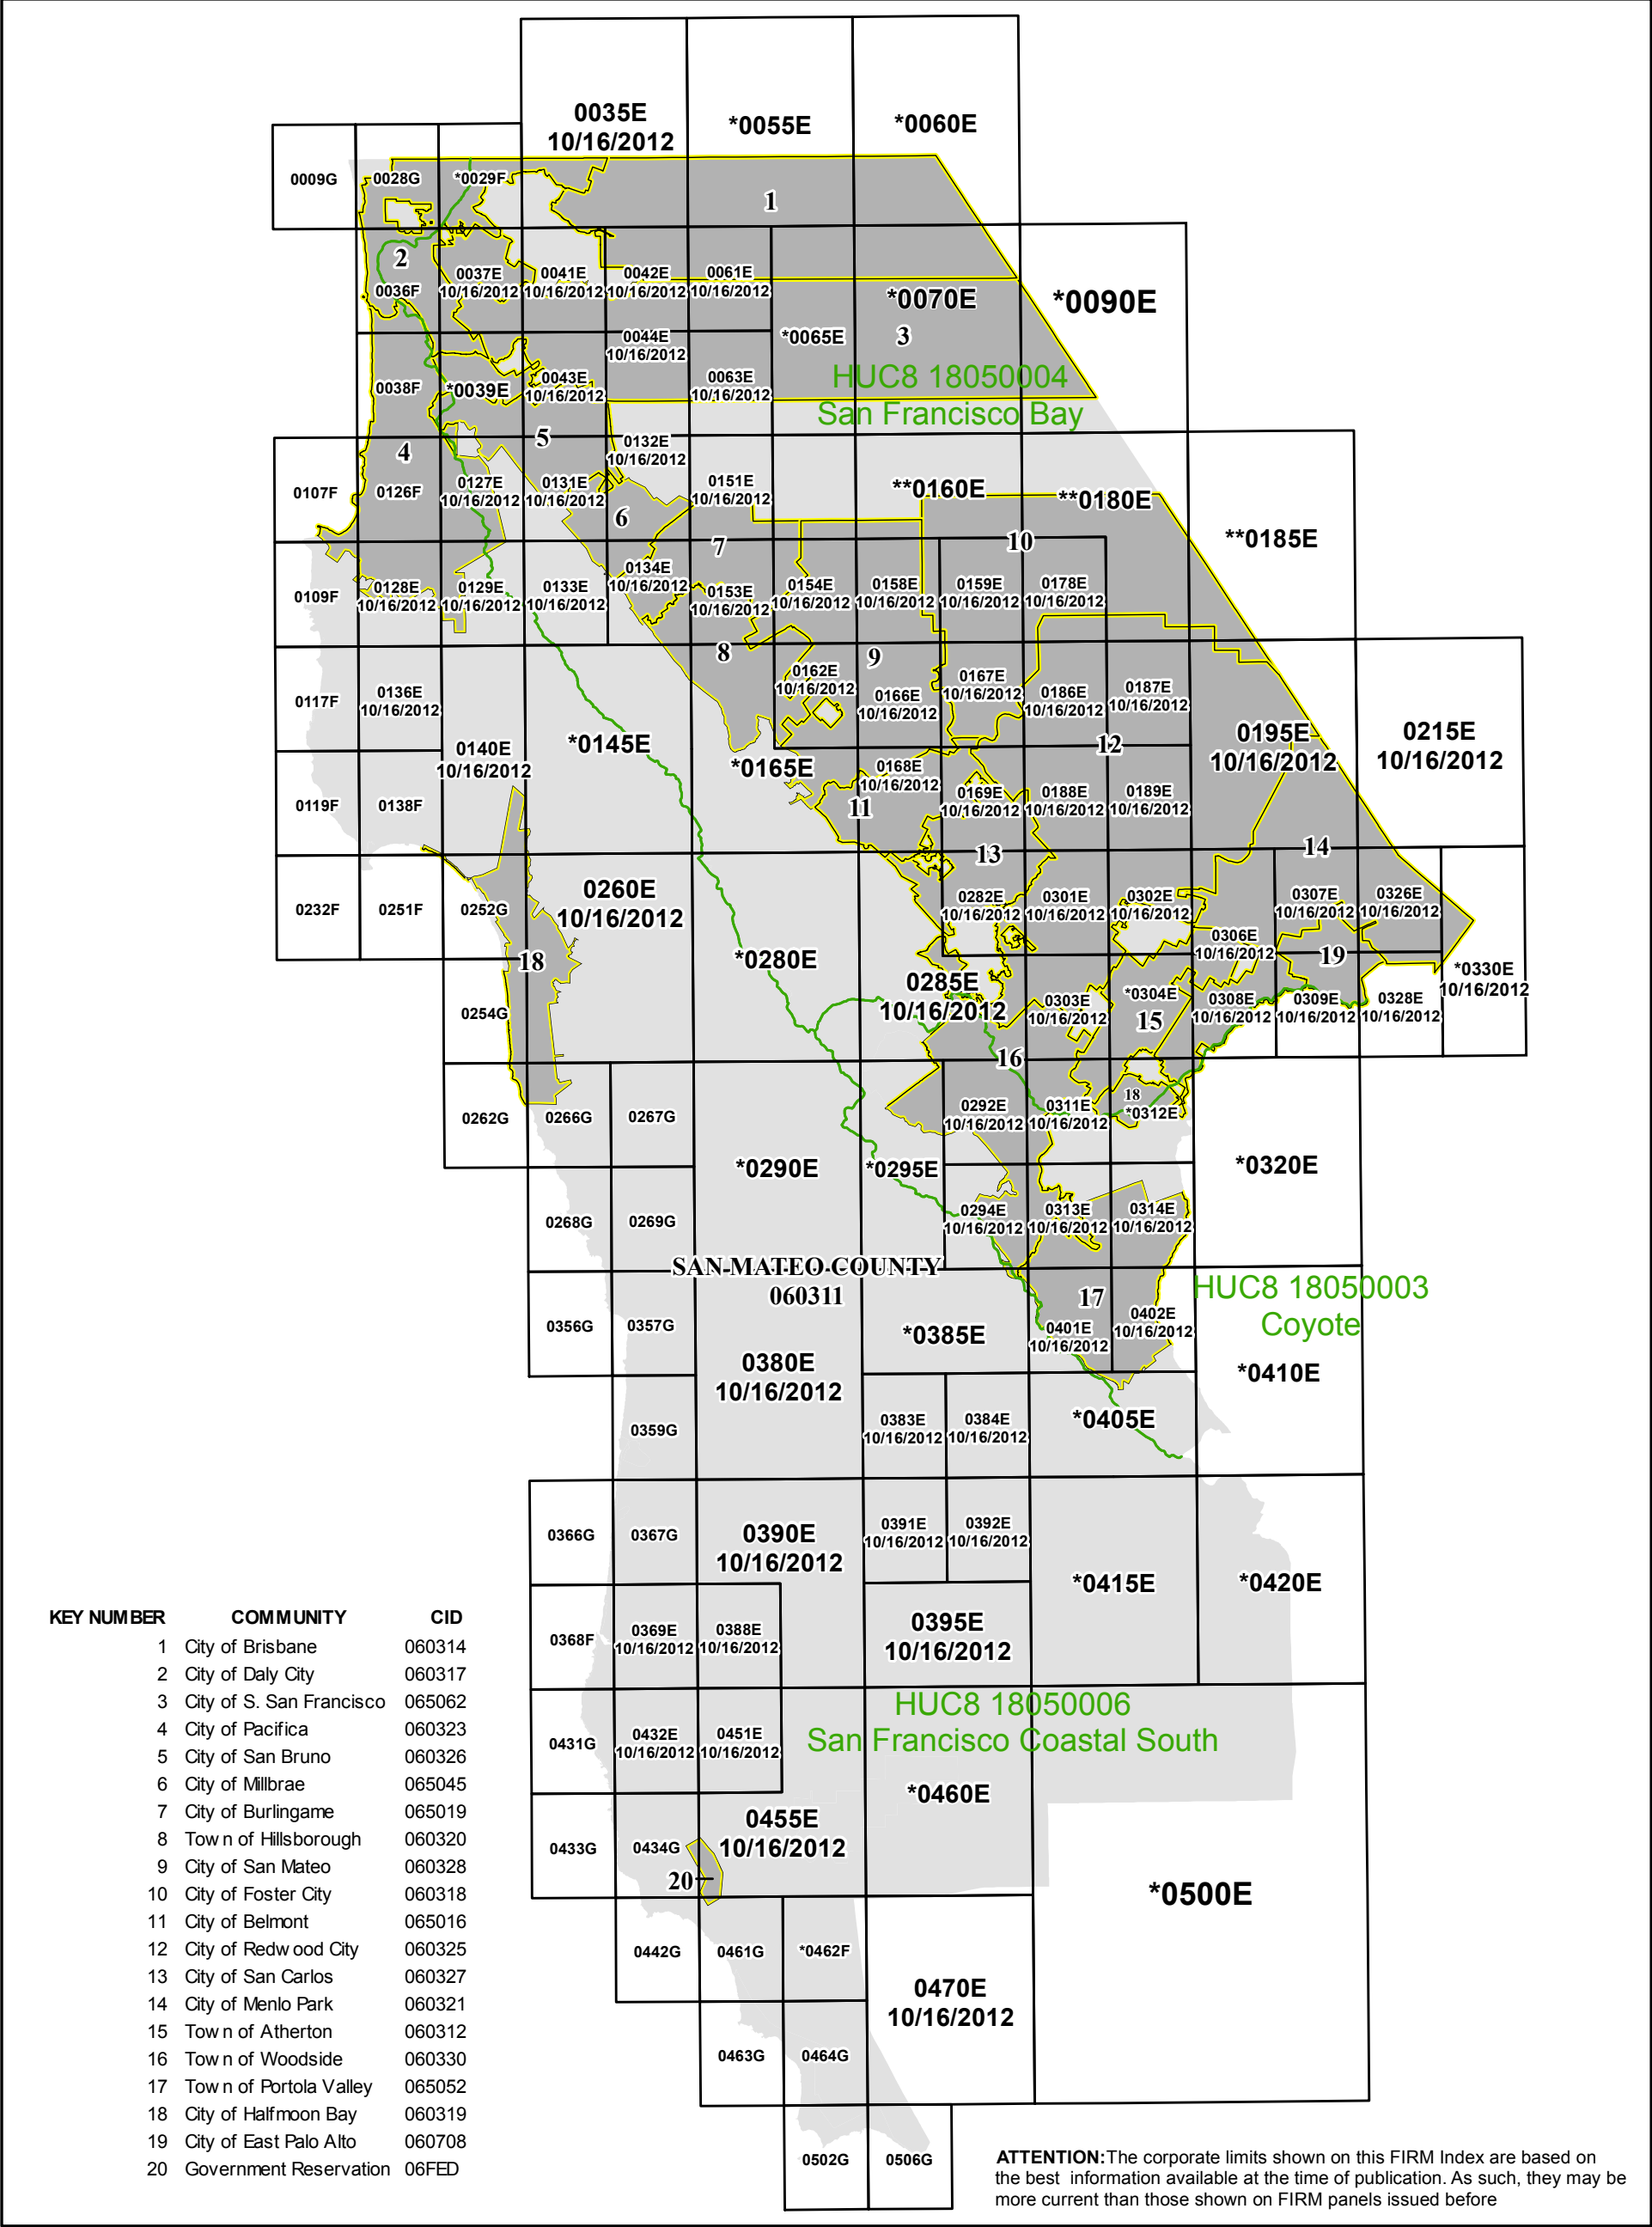 0035E
10/16/2012
*0055E
*0060E
0009G
0028G
*0029F
1
2
0036F
0037E
10/16/2012
0041E
10/16/2012
0042E
10/16/2012
0061E
10/16/2012
*0070E
*0090E
0044E
10/16/2012
*0065E
3
0038F
*0039E
0043E
10/16/2012
0063E
10/16/2012
HUC8 18050004
San Francisco Bay
4
5
0132E
10/16/2012
0107F
0126F
0127E
10/16/2012
0131E
10/16/2012
6
0151E
10/16/2012
**0160E
**0180E
**0185E
7
10
0109F
0128E
10/16/2012
0129E
10/16/2012
0133E
10/16/2012
0134E
10/16/2012
0153E
10/16/2012
0154E
10/16/2012
0158E
10/16/2012
0159E
10/16/2012
0178E
10/16/2012
8
9
0117F
0136E
10/16/2012
0140E
10/16/2012
*0145E
*0165E
0162E
10/16/2012
0166E
10/16/2012
0167E
10/16/2012
0186E
10/16/2012
0187E
10/16/2012
12
0195E
10/16/2012
0215E
10/16/2012
0119F
0138F
0168E
10/16/2012
11
0169E
10/16/2012
0188E
10/16/2012
0189E
10/16/2012
13
14
0232F
0251F
0252G
0260E
10/16/2012
0282E
10/16/2012
0301E
10/16/2012
0302E
10/16/2012
0306E
10/16/2012
0307E
10/16/2012
0326E
10/16/2012
18
*0280E
19
0254G
0285E
10/16/2012
0303E
10/16/2012
*0304E
15
0308E
10/16/2012
0309E
10/16/2012
0328E
10/16/2012
*0330E
10/16/2012
16
0262G
0266G
0267G
0292E
10/16/2012
0311E
10/16/2012
18
*0312E
*0290E
*0295E
*0320E
0268G
0269G
0294E
10/16/2012
0313E
10/16/2012
0314E
10/16/2012
SAN MATEO COUNTY
060311
HUC8 18050003
Coyote
0356G
0357G
*0385E
17
0401E
10/16/2012
0402E
10/16/2012
0380E
10/16/2012
*0410E
0359G
0383E
10/16/2012
0384E
10/16/2012
*0405E
0366G
0367G
0390E
10/16/2012
0391E
10/16/2012
0392E
10/16/2012
*0415E
*0420E
0368F
0369E
10/16/2012
0388E
10/16/2012
0395E
10/16/2012
HUC8 18050006
San Francisco Coastal South
0431G
0432E
10/16/2012
0451E
10/16/2012
*0460E
0433G
0434G
0455E
10/16/2012
20
*0500E
0442G
0461G
*0462F
0470E
10/16/2012
0463G
0464G
0502G
0506G
KEY NUMBER COMMUNITY CID
1 City of Brisbane 060314
2 City of Daly City 060317
3 City of S. San Francisco 065062
4 City of Pacifica 060323
5 City of San Bruno 060326
6 City of Millbrae 065045
7 City of Burlingame 065019
8 Town of Hillsborough 060320
9 City of San Mateo 060328
10 City of Foster City 060318
11 City of Belmont 065016
12 City of Redwood City 060325
13 City of San Carlos 060327
14 City of Menlo Park 060321
15 Town of Atherton 060312
16 Town of Woodside 060330
17 Town of Portola Valley 065052
18 City of Halfmoon Bay 060319
19 City of East Palo Alto 060708
20 Government Reservation 06FED
ATTENTION:The corporate limits shown on this FIRM Index are based on
the best information available at the time of publication. As such, they may be
more current than those shown on FIRM panels issued before